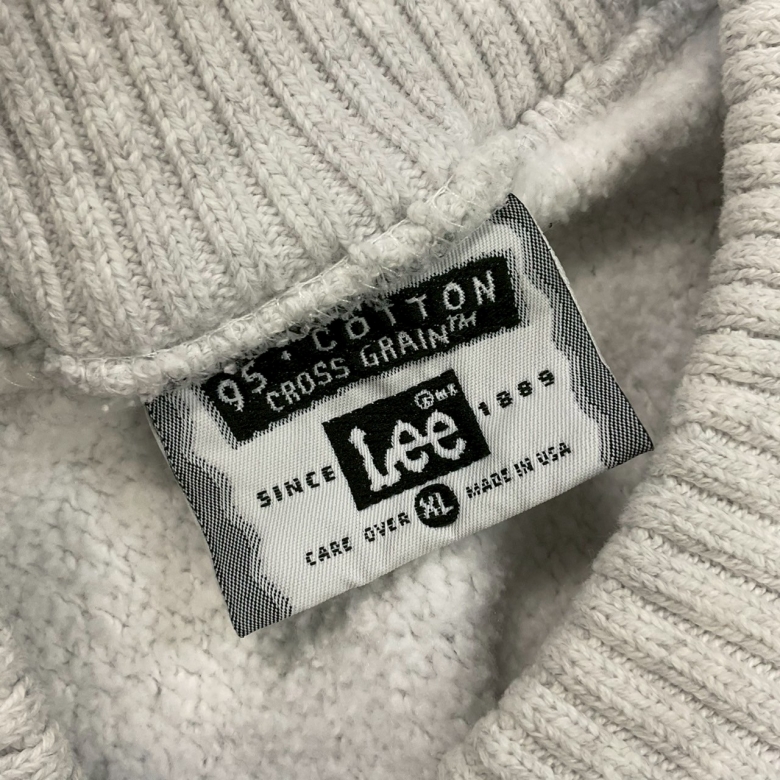 95 • COTTON
CROSS GRAIN™
Lee ® M.R.
SINCE 1889
XL
CARE OVER MADE IN USA